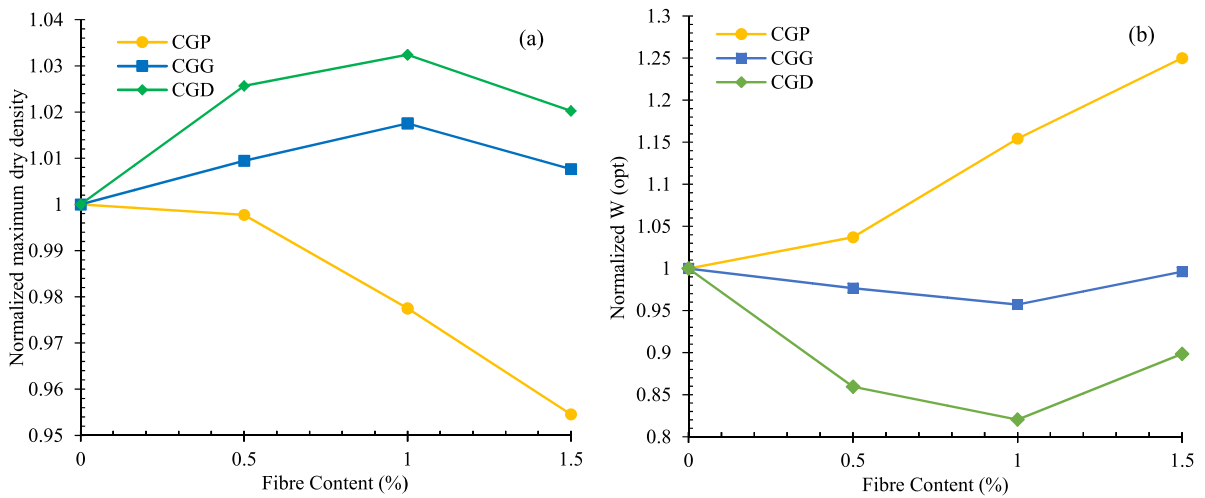 1.04
1.03
1.02
1.01
1
0.99
0.98
0.97
0.96
0.95
0
0.5
1
1.5
Normalized maximum dry density
Fibre Content (%)
CGP
CGG
CGD
(a)
1.3
1.25
1.2
1.15
1.1
1.05
1
0.95
0.9
0.85
0.8
0
0.5
1
1.5
Normalized W (opt)
Fibre Content (%)
CGP
CGG
CGD
(b)